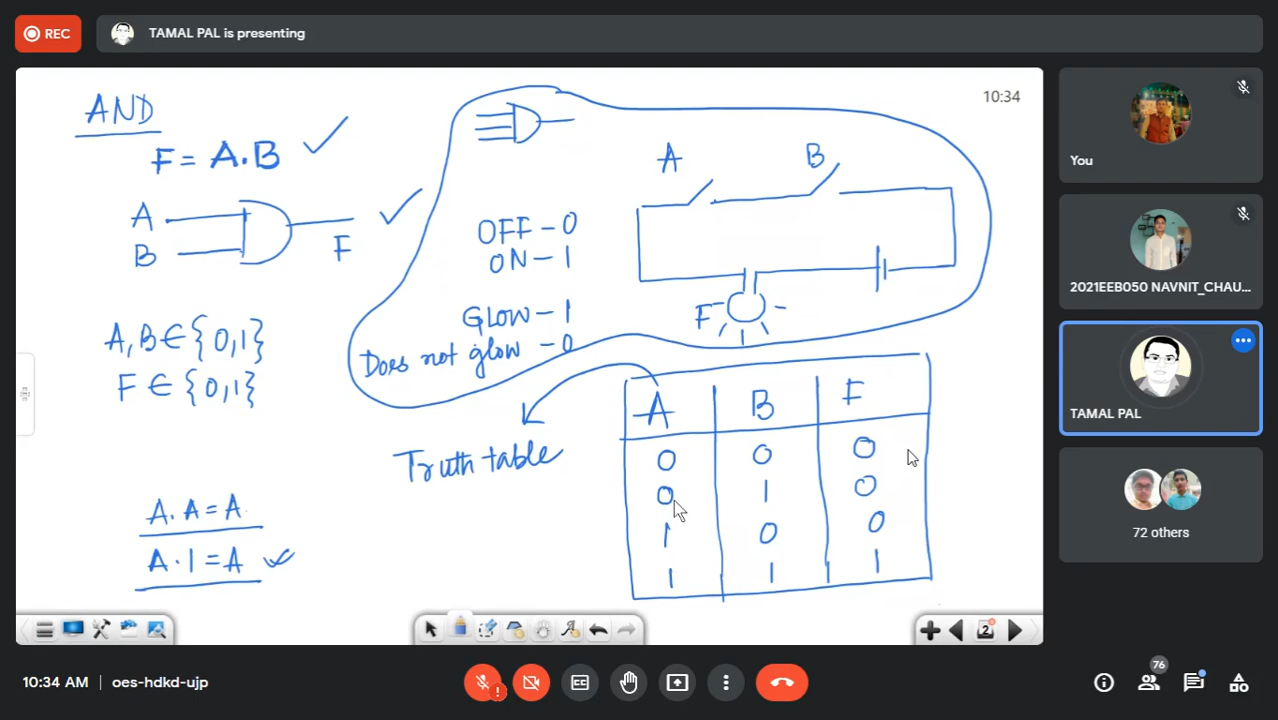 REC
TAMAL PAL is presenting
10:34
AND
F = A.B
A
B
F
A, B ∈ {0,1}
F ∈ {0,1}
A.A = A
A.1 = A
OFF - 0
ON - 1
GLOW - 1
Does not glow - 0
A B
F
Truth table
A B F
0 0 0
0 1 0
1 0 0
1 1 1
You
2021EEB050 NAVNIT_CHAU...
TAMAL PAL
72 others
2
10:34 AM | oes-hdkd-ujp
CC
76